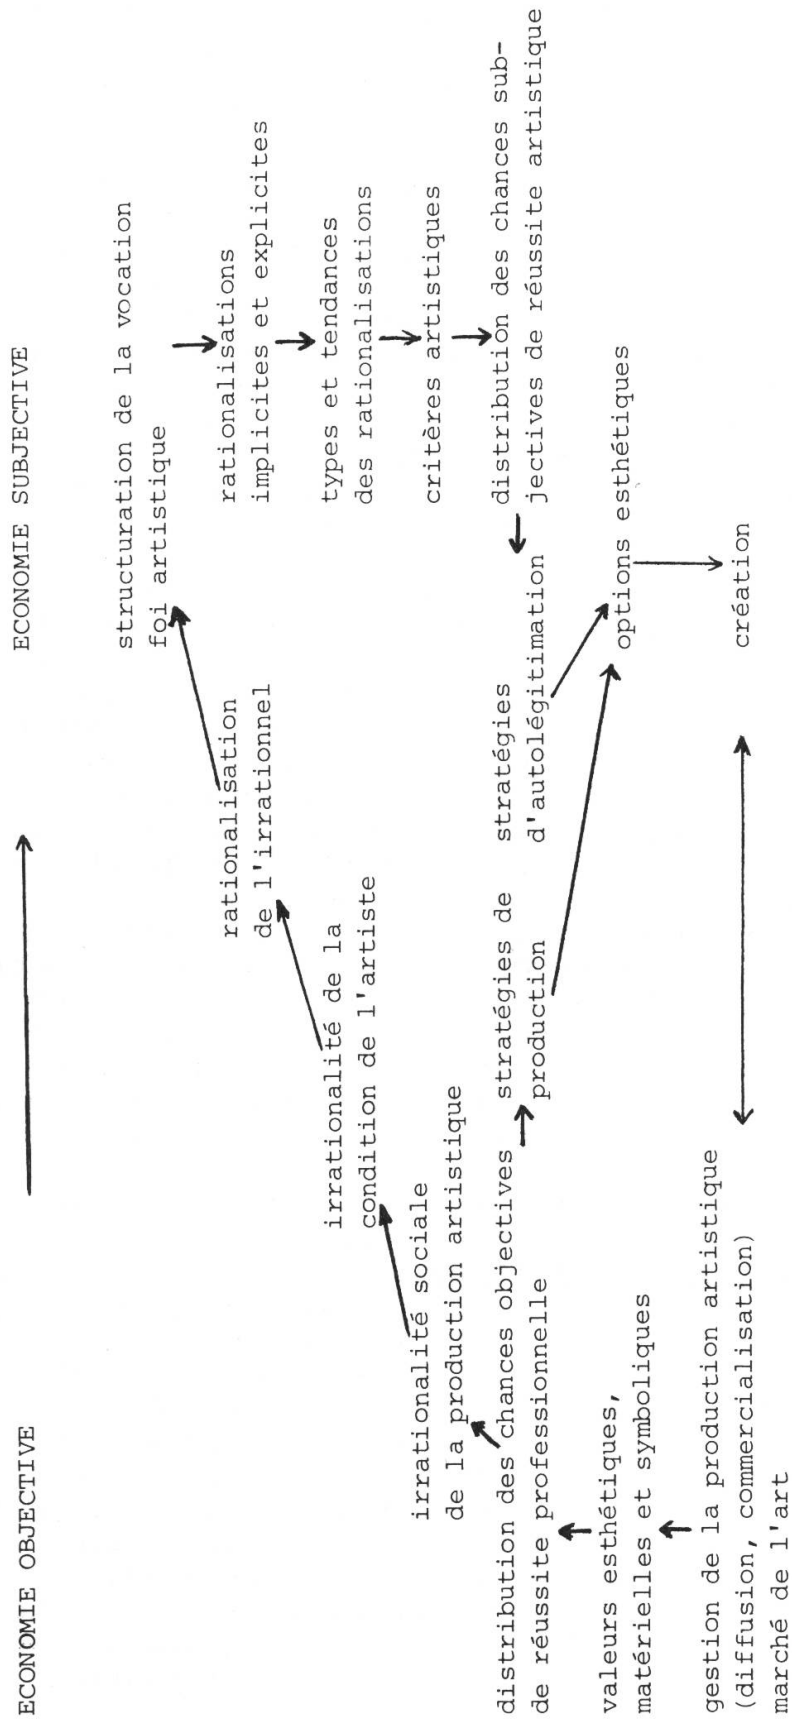 ECONOMIE OBJECTIVE
ECONOMIE SUBJECTIVE
structuration de la vocation
foi artistique
rationalisation
de l'irrationnel
rationalisations
implicites et explicites
irrationalité de la
condition de l'artiste
types et tendances
des rationalisations
irrationalité sociale
de la production artistique
critères artistiques
distribution des chances objectives
de réussite professionnelle
stratégies de
production
stratégies
d'autolégitimation
distribution des chances sub-
jectives de réussite artistique
valeurs esthétiques,
matérielles et symboliques
options esthétiques
gestion de la production artistique
(diffusion, commercialisation)
marché de l'art
création